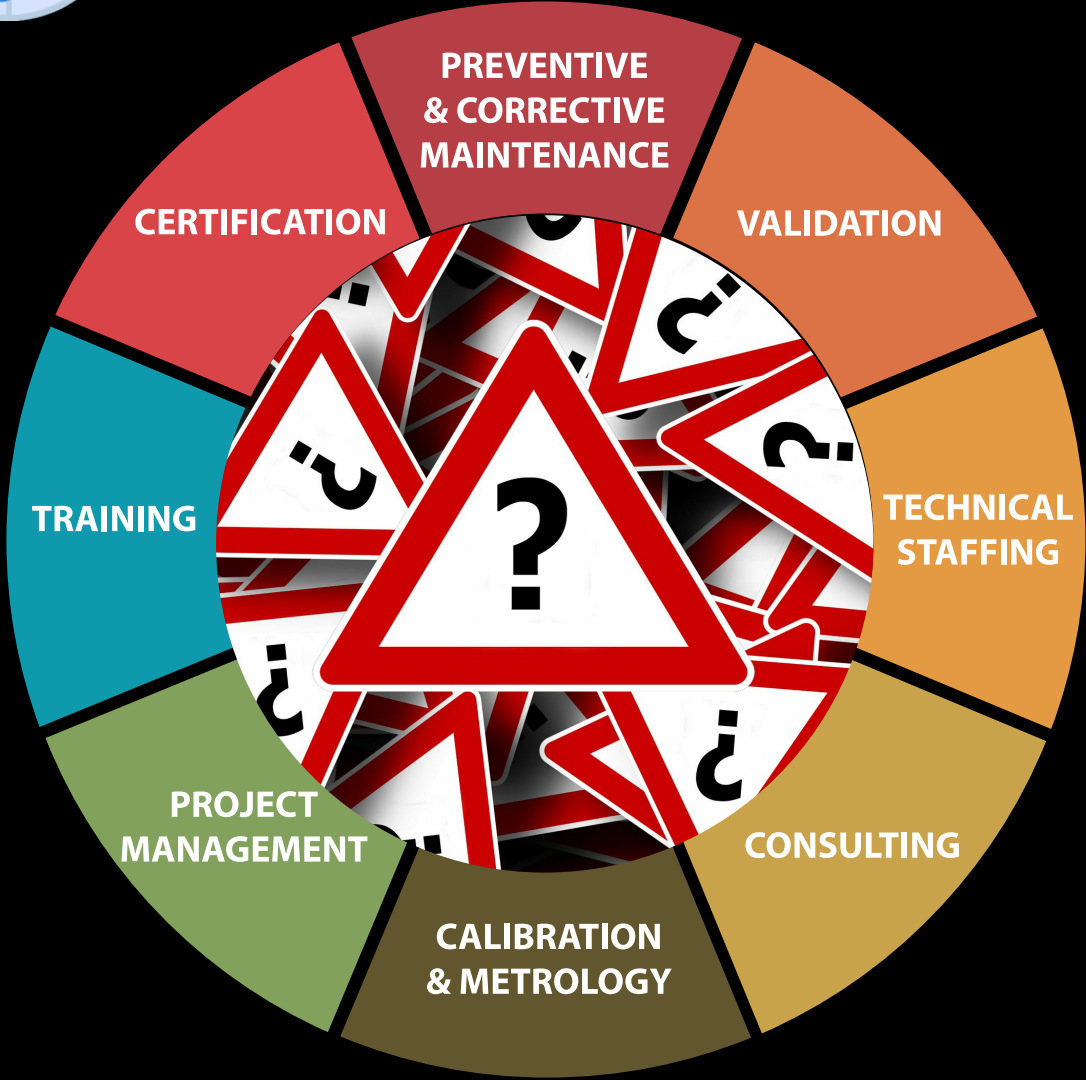 PREVENTIVE
& CORRECTIVE
MAINTENANCE
VALIDATION
TECHNICAL
STAFFING
CONSULTING
CALIBRATION
& METROLOGY
PROJECT
MANAGEMENT
TRAINING
CERTIFICATION
?
?
?
?
?
?